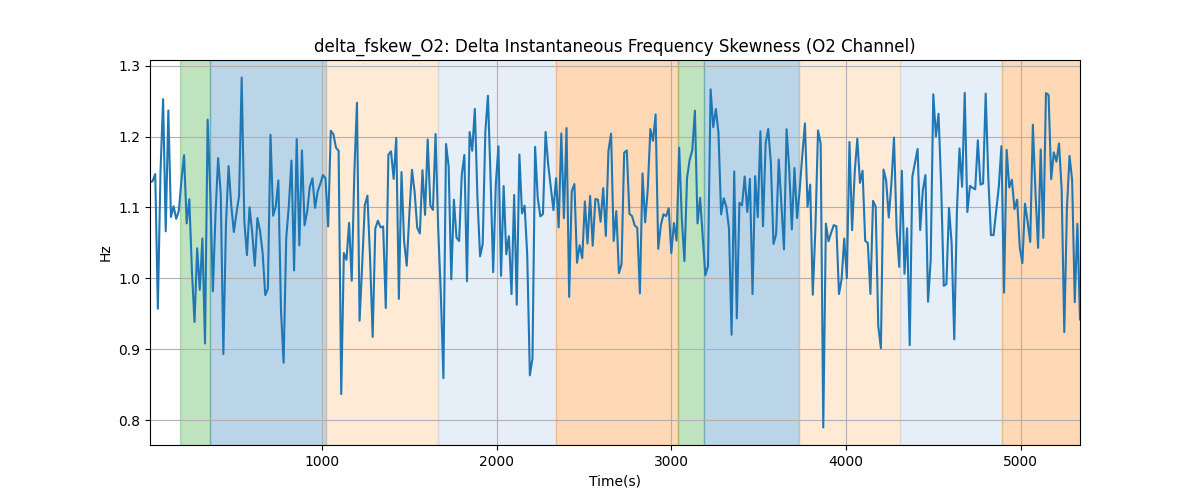 delta_fskew_O2: Delta Instantaneous Frequency Skewness (O2 Channel)
1.3
1.2
1.1
1.0
0.9
0.8
Hz
1000 2000 3000 4000 5000
Time(s)